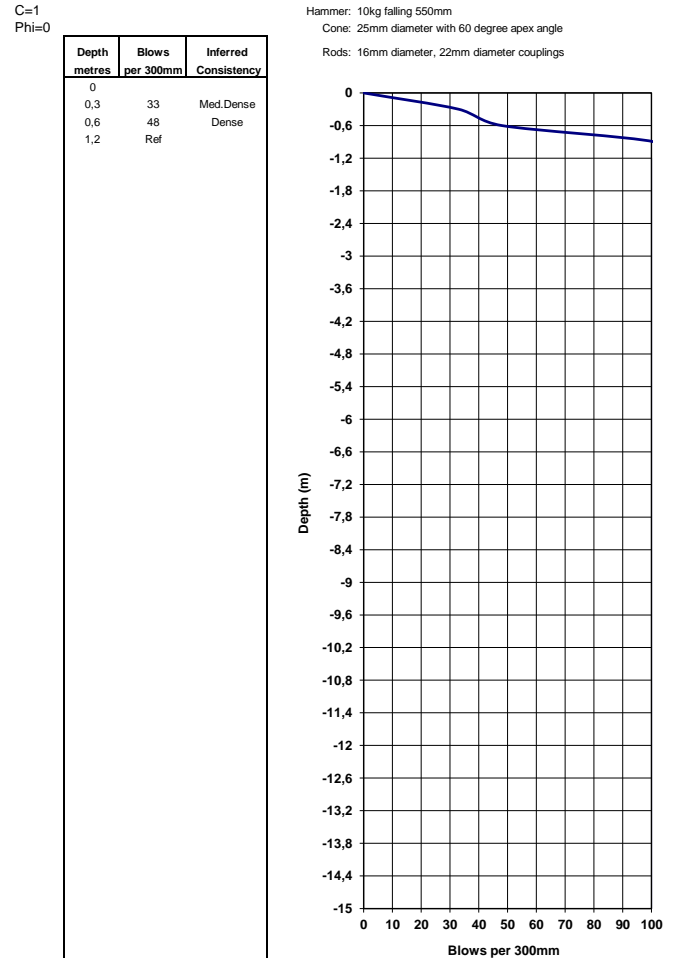 C=1
Phi=0
Hammer: 10kg falling 550mm
Cone: 25mm diameter with 60 degree apex angle
Rods: 16mm diameter, 22mm diameter couplings
Depth Blows Inferred
metres per 300mm Consistency
0
0,3 33 Med.Dense
0,6 48 Dense
1,2 Ref
0
-0,6
-1,2
-1,8
-2,4
-3
-3,6
-4,2
-4,8
-5,4
-6
-6,6
-7,2
-7,8
-8,4
-9
-9,6
-10,2
-10,8
-11,4
-12
-12,6
-13,2
-13,8
-14,4
-15
Depth (m)
0 10 20 30 40 50 60 70 80 90 100
Blows per 300mm